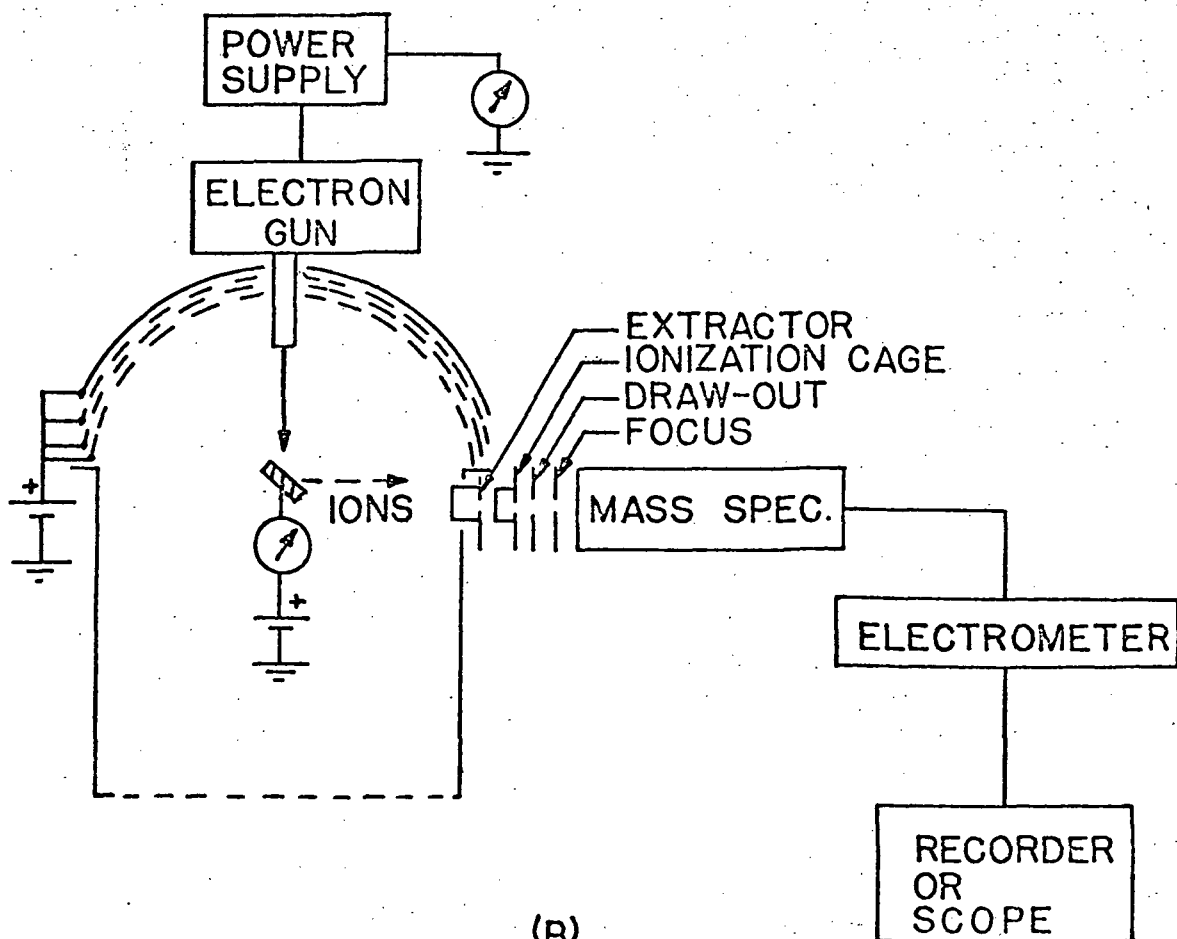 POWER
SUPPLY
ELECTRON
GUN
EXTRACTOR
IONIZATION CAGE
DRAW-OUT
FOCUS
+
IONS
MASS SPEC.
+
ELECTROMETER
RECORDER
OR
SCOPE
(B)